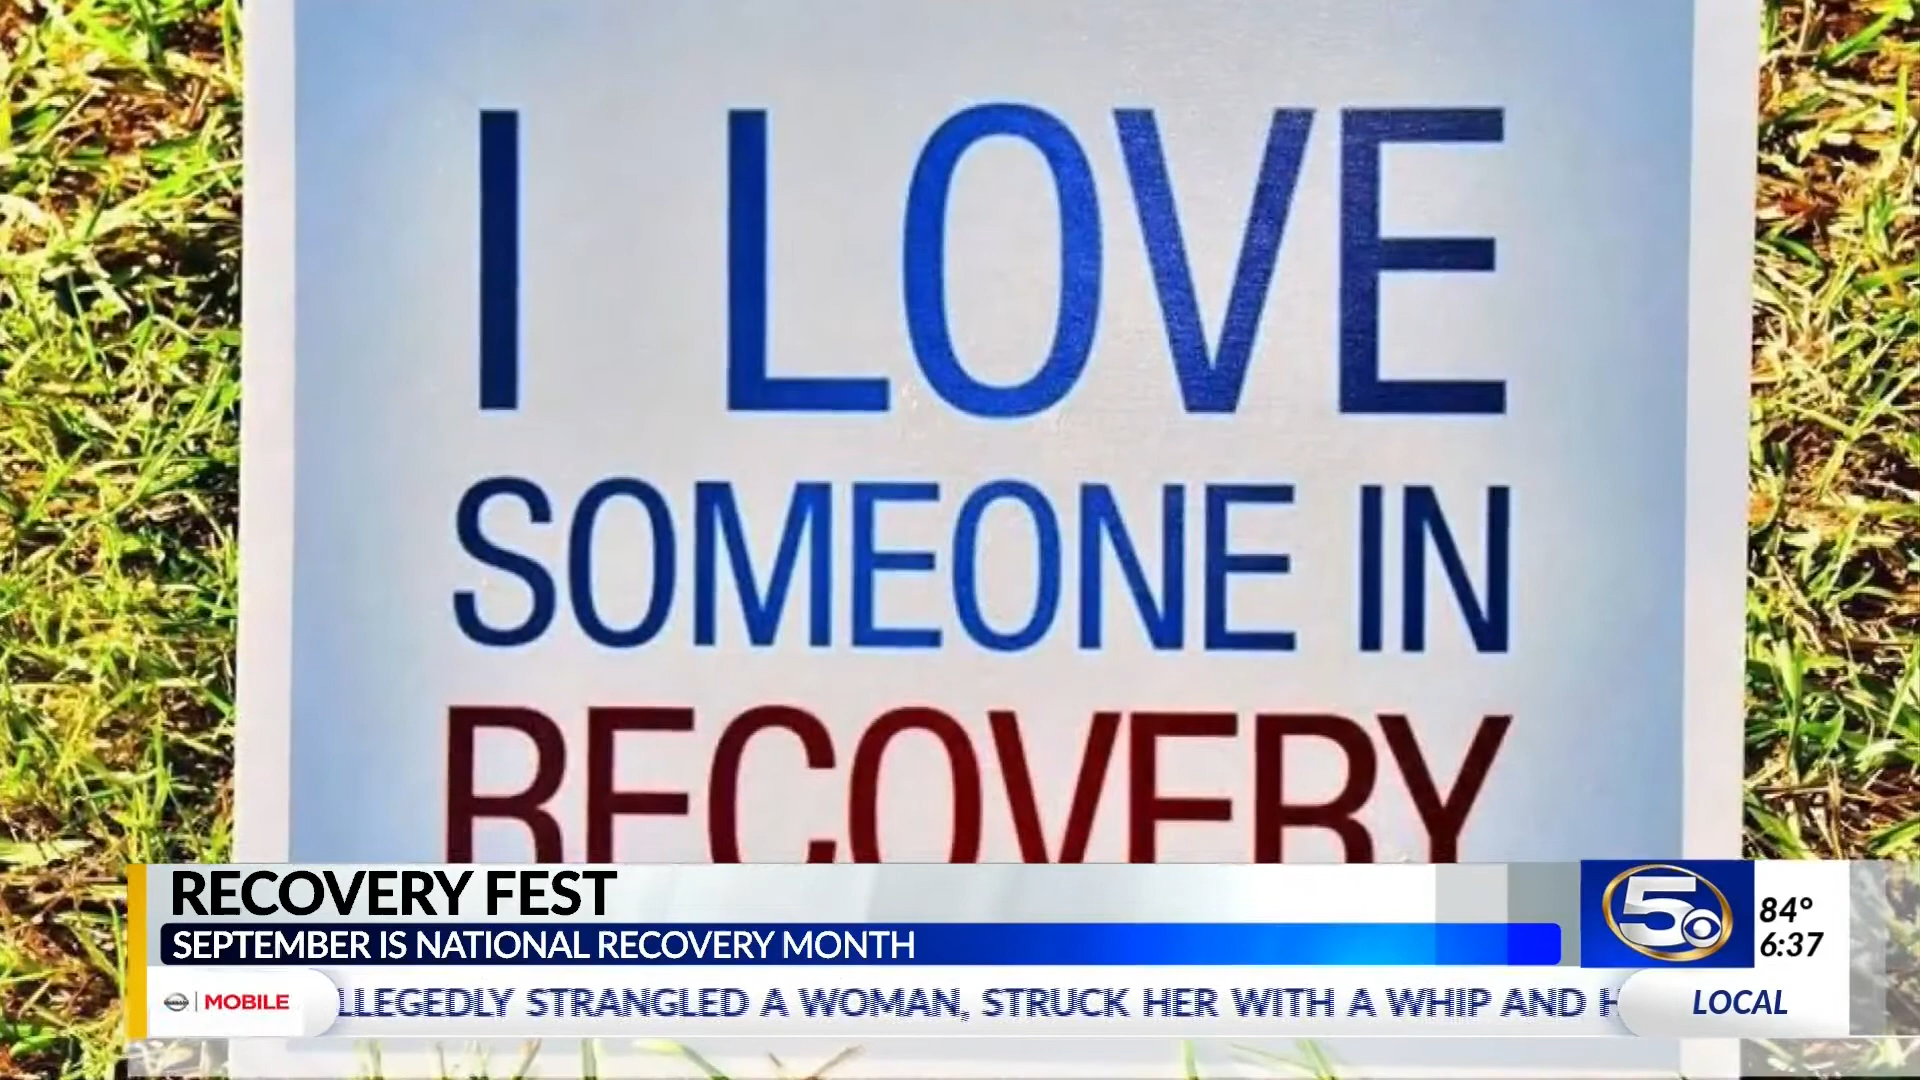 I LOVE
SOMEONE IN
RECOVERY
RECOVERY FEST
SEPTEMBER IS NATIONAL RECOVERY MONTH
5
84°
6:37
NISSAN MOBILE
LLEGEDLY STRANGLED A WOMAN, STRUCK HER WITH A WHIP AND H
LOCAL